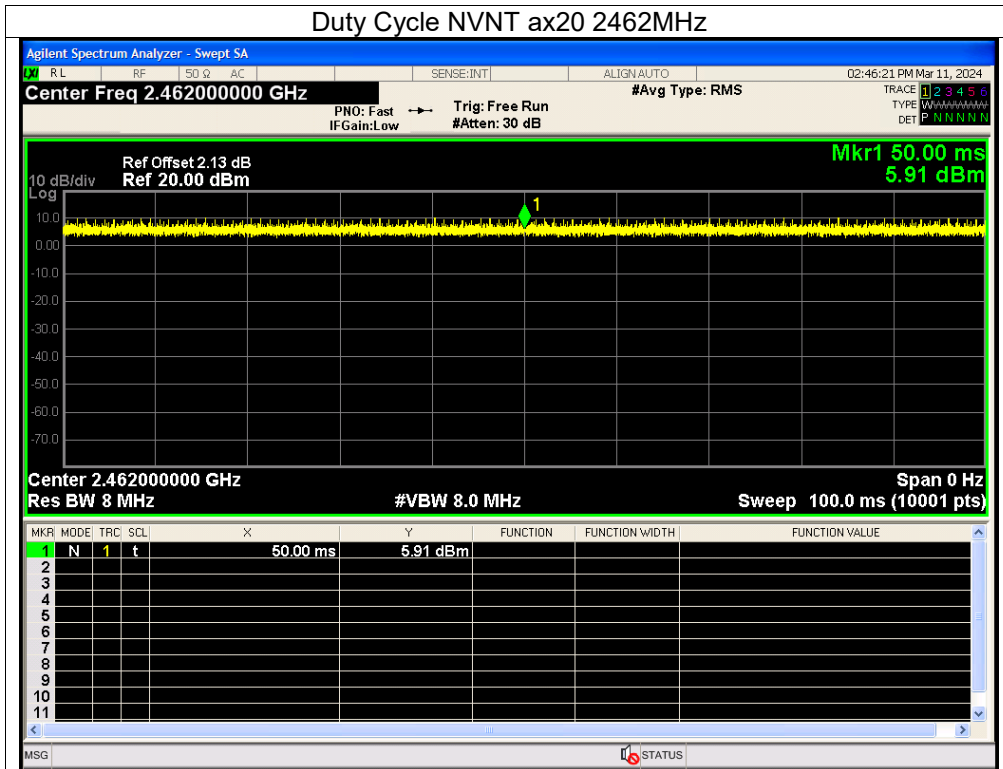 Duty Cycle NVNT ax20 2462MHz
Agilent Spectrum Analyzer - Swept SA
LXI RL RF 50 Ω AC SENSE:INT ALIGN AUTO 02:46:21 PM Mar 11, 2024
Center Freq 2.462000000 GHz #Avg Type: RMS TRACE 1 2 3 4 5 6
PNO: Fast Trig: Free Run TYPE WWWWWW
IFGain:Low #Atten: 30 dB DET P N N N N N
Mkr1 50.00 ms
5.91 dBm
Ref Offset 2.13 dB
10 dB/div Ref 20.00 dBm
Log
1
10.0
0.00
-10.0
-20.0
-30.0
-40.0
-50.0
-60.0
-70.0
Center 2.462000000 GHz Span 0 Hz
Res BW 8 MHz #VBW 8.0 MHz Sweep 100.0 ms (10001 pts)
MKR MODE TRC SCL X Y FUNCTION FUNCTION WIDTH FUNCTION VALUE
1 N 1 t 50.00 ms 5.91 dBm
2
3
4
5
6
7
8
9
10
11
MSG STATUS